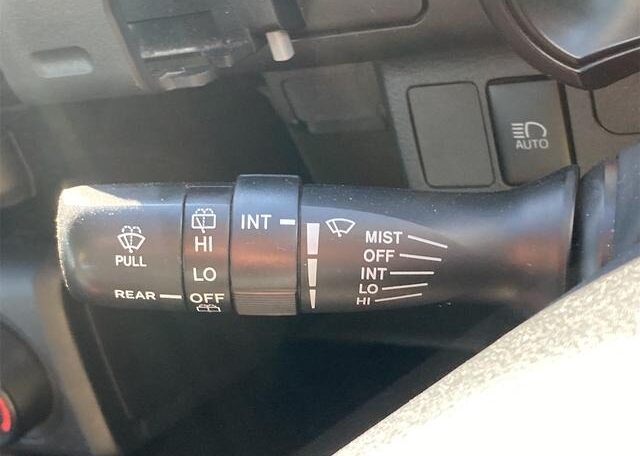 AUTO
PULL
REAR
HI
LO
OFF
INT
MIST
OFF
INT
LO
HI